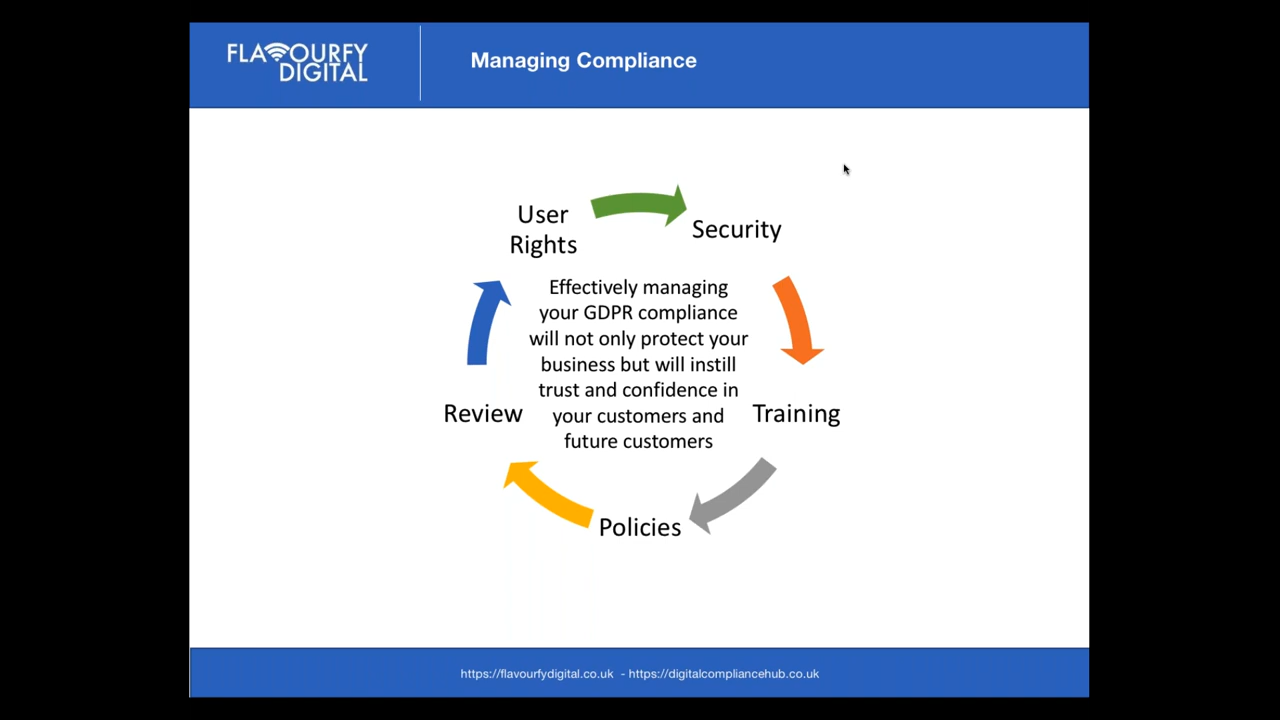 FLAVOURFY
DIGITAL
Managing Compliance
User
Rights
Security
Effectively managing
your GDPR compliance
will not only protect your
business but will instill
trust and confidence in
your customers and
future customers
Review
Training
Policies
https://flavourfydigital.co.uk - https://digitalcompliancehub.co.uk